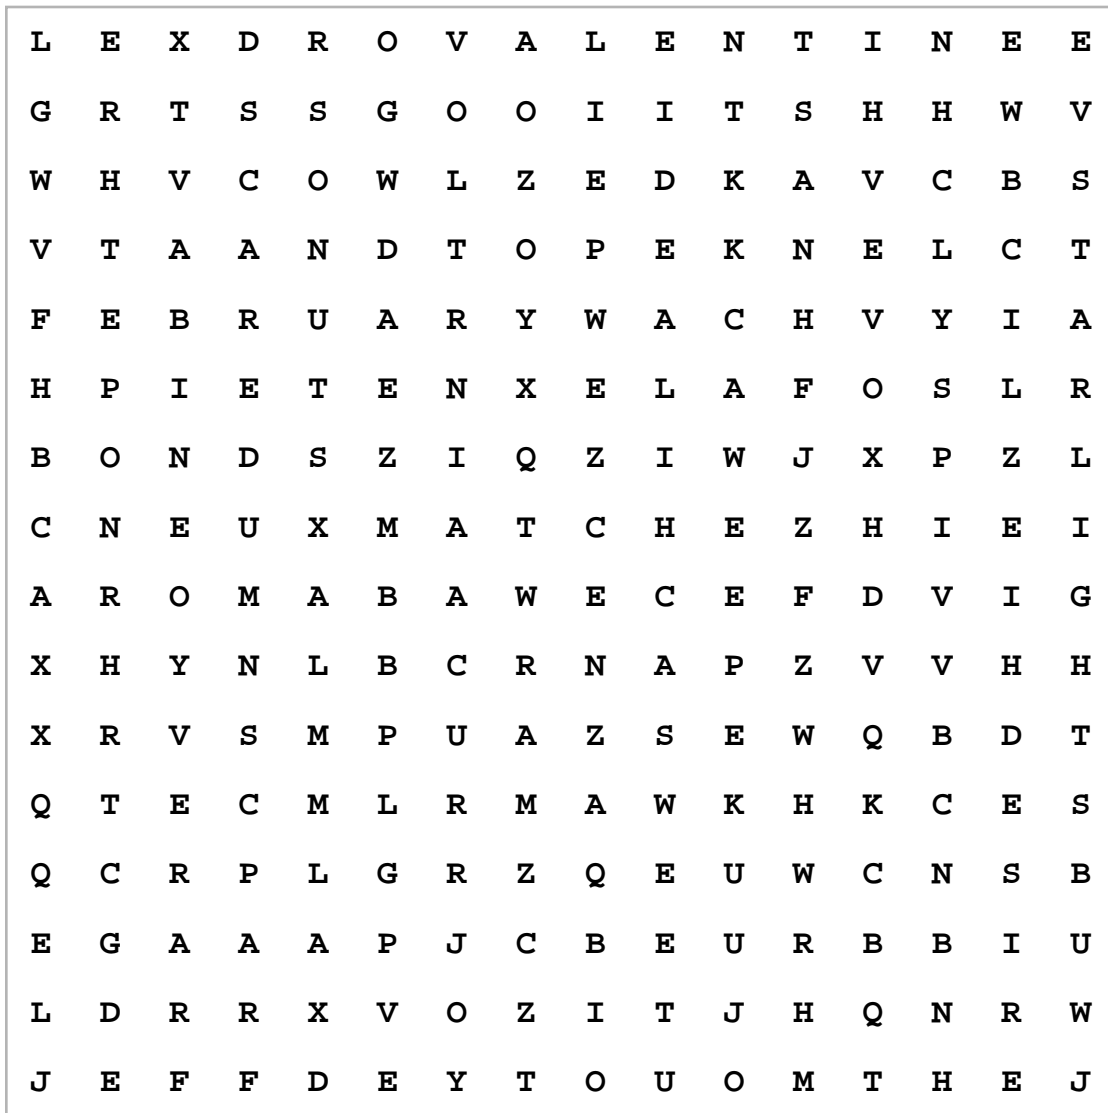 L E X D R O V A L E N T I N E E
G R T S S G O O I I T S H H W V
W H V C O W L Z E D K A V C B S
V T A A N D T O P E K N E L C T
F E B R U A R Y W A C H V Y I A
H P I E T E N X E L A F O S L R
B O N D S Z I Q Z I W J X P Z L
C N E U X M A T C H E Z H I E I
A R O M A B A W E C E F D V I G
X H Y N L B C R N A P Z V V H H
X R V S M P U A Z S E W Q B D T
Q T E C M L R M A W K H K C E S
Q C R P L G R Z Q E U W C N S B
E G A A A P J C B E U R B B I U
L D R R X V O Z I T J H Q N R W
J E F F D E Y T O U O M T H E J